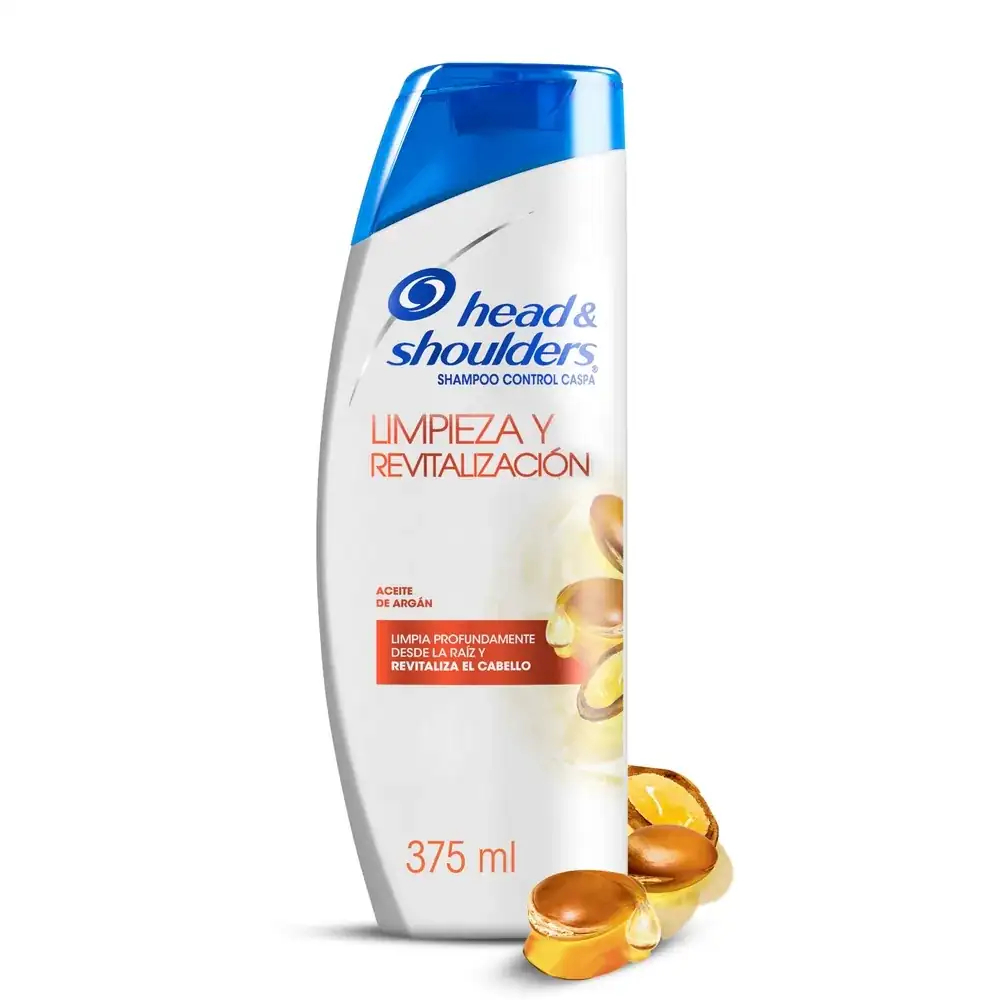 head &
shoulders®
SHAMPOO CONTROL CASPA
LIMPIEZA Y
REVITALIZACIÓN
ACEITE
DE ARGÁN
LIMPIA PROFUNDAMENTE
DESDE LA RAÍZ Y
REVITALIZA EL CABELLO
375 ml